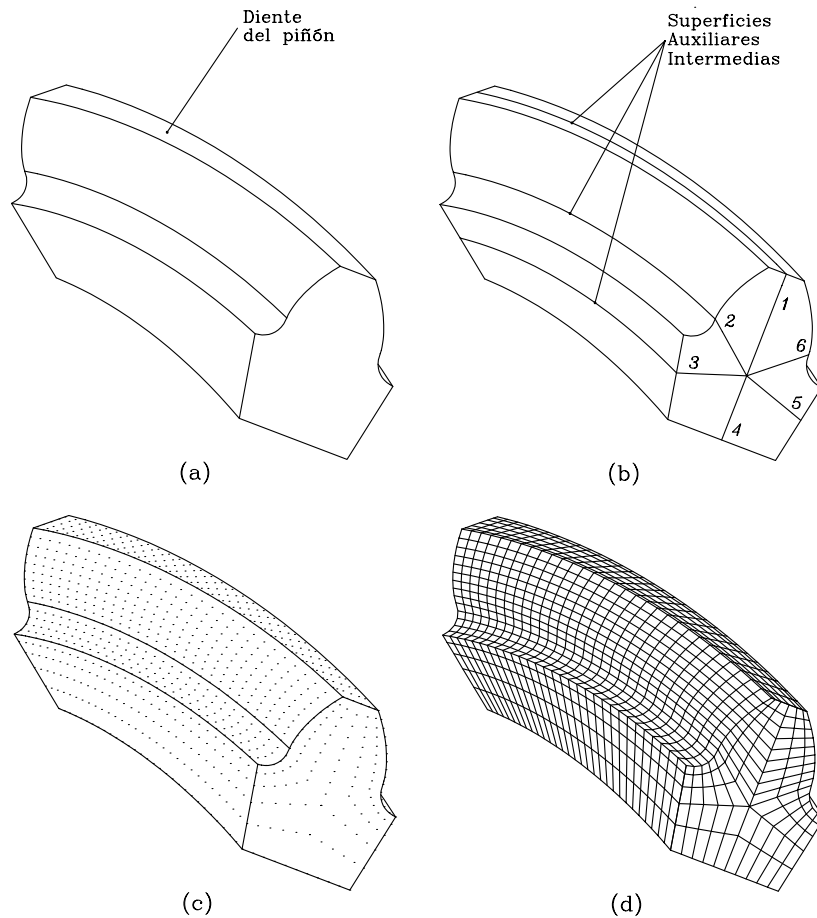 Diente
del piñón
Superficies
Auxiliares
Intermedias
1
2
6
3
5
4
(a)
(b)
(c)
(d)